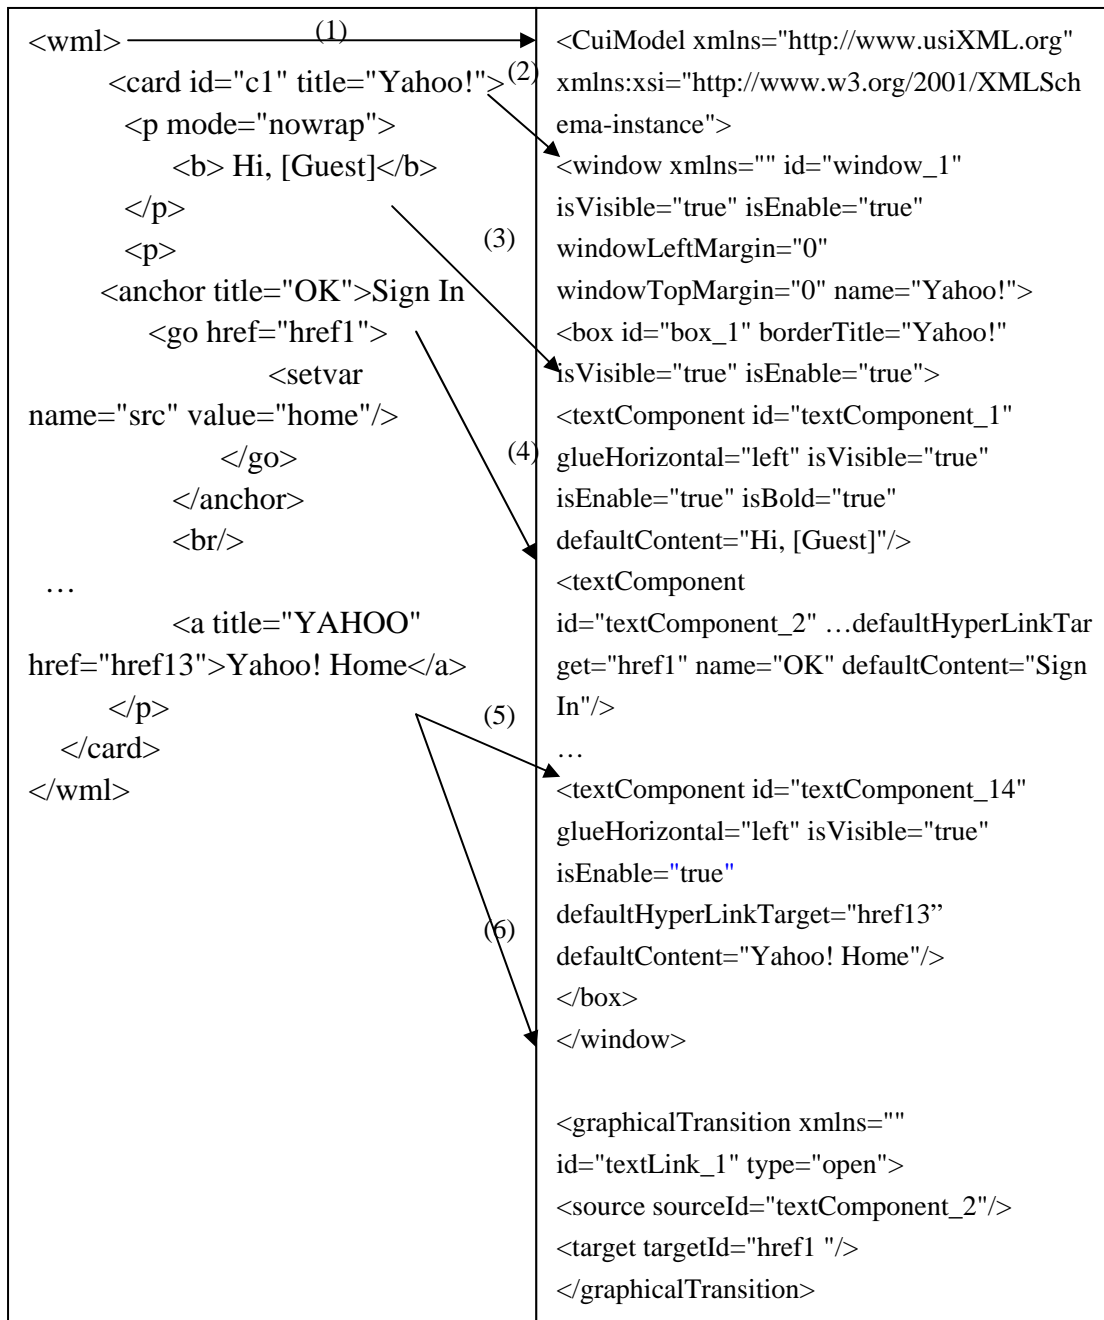 <wml>
<card id="c1" title="Yahoo!">
<p mode="nowrap">
<b> Hi, [Guest]</b>
</p>
<p>
<anchor title="OK">Sign In
<go href="href1">
<setvar
name="src" value="home"/>
</go>
</anchor>
<br/>
…
<a title="YAHOO"
href="href13">Yahoo! Home</a>
</p>
</card>
</wml>
(1)
(2)
(3)
(4)
(5)
(6)
<CuiModel xmlns="http://www.usiXML.org"
xmlns:xsi="http://www.w3.org/2001/XMLSch
ema-instance">
<window xmlns="" id="window_1"
isVisible="true" isEnable="true"
windowLeftMargin="0"
windowTopMargin="0" name="Yahoo!">
<box id="box_1" borderTitle="Yahoo!"
isVisible="true" isEnable="true">
<textComponent id="textComponent_1"
glueHorizontal="left" isVisible="true"
isEnable="true" isBold="true"
defaultContent="Hi, [Guest]"/>
<textComponent
id="textComponent_2" …defaultHyperLinkTar
get="href1" name="OK" defaultContent="Sign
In"/>
…
<textComponent id="textComponent_14"
glueHorizontal="left" isVisible="true"
isEnable="true"
defaultHyperLinkTarget="href13”
defaultContent="Yahoo! Home"/>
</box>
</window>
<graphicalTransition xmlns=""
id="textLink_1" type="open">
<source sourceId="textComponent_2"/>
<target targetId="href1 "/>
</graphicalTransition>